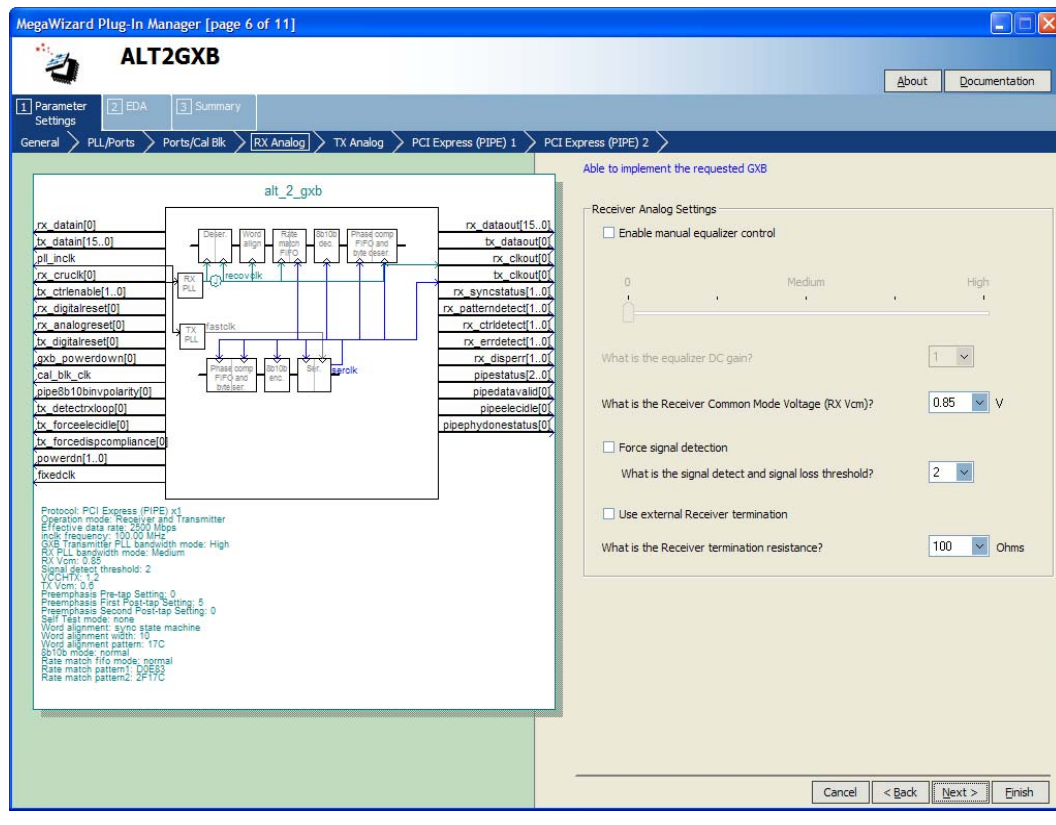 MegaWizard Plug-In Manager [page 6 of 11]
ALT2GXB
About
Documentation
1 Parameter Settings
2 EDA
3 Summary
General
PLL/Ports
Ports/Cal Blk
RX Analog
TX Analog
PCI Express (PIPE) 1
PCI Express (PIPE) 2
alt_2_gxb
rx_datain[0]
tx_datain[15..0]
pll_inclk
rx_cruclk[0]
tx_ctrlenable[1..0]
rx_digitalreset[0]
rx_analogreset[0]
tx_digitalreset[0]
gxb_powerdown[0]
cal_blk_clk
pipe8b10binvpolarity[0]
tx_detectrxloop[0]
tx_forceelecidle[0]
tx_forcedispcompliance[0]
powerdn[1..0]
fixedclk
Deser.
Word align
Rate match FIFO
8b10b dec.
Phase comp FIFO and byte deser.
RX PLL
2
recovclk
TX PLL
fastclk
Phase comp FIFO and byte ser.
8b10b enc.
Ser.
serclk
rx_dataout[15..0]
tx_dataout[0]
rx_clkout[0]
tx_clkout[0]
rx_syncstatus[1..0]
rx_patterndetect[1..0]
rx_ctrldetect[1..0]
rx_errdetect[1..0]
rx_disperr[1..0]
pipestatus[2..0]
pipedatavalid[0]
pipeelecidle[0]
pipephydonestatus[0]
Protocol: PCI Express (PIPE) x1
Operation mode: Receiver and Transmitter
Effective data rate: 2500 Mbps
inclk frequency: 100.00 MHz
GXB Transmitter PLL bandwidth mode: High
RX PLL bandwidth mode: Medium
RX Vcm: 0.85
Signal detect threshold: 2
VCCHTX: 1.2
TX Vcm: 0.6
Preemphasis Pre-tap Setting: 0
Preemphasis First Post-tap Setting: 5
Preemphasis Second Post-tap Setting: 0
Self Test mode: none
Word alignment: sync state machine
Word alignment width: 10
Word alignment pattern: 17C
8b10b mode: normal
Rate match fifo mode: normal
Rate match pattern1: D0E83
Rate match pattern2: 2F17C
Able to implement the requested GXB
Receiver Analog Settings
Enable manual equalizer control
0 Medium High
What is the equalizer DC gain? 1
What is the Receiver Common Mode Voltage (RX Vcm)? 0.85 V
Force signal detection
What is the signal detect and signal loss threshold? 2
Use external Receiver termination
What is the Receiver termination resistance? 100 Ohms
Cancel
< Back
Next >
Finish